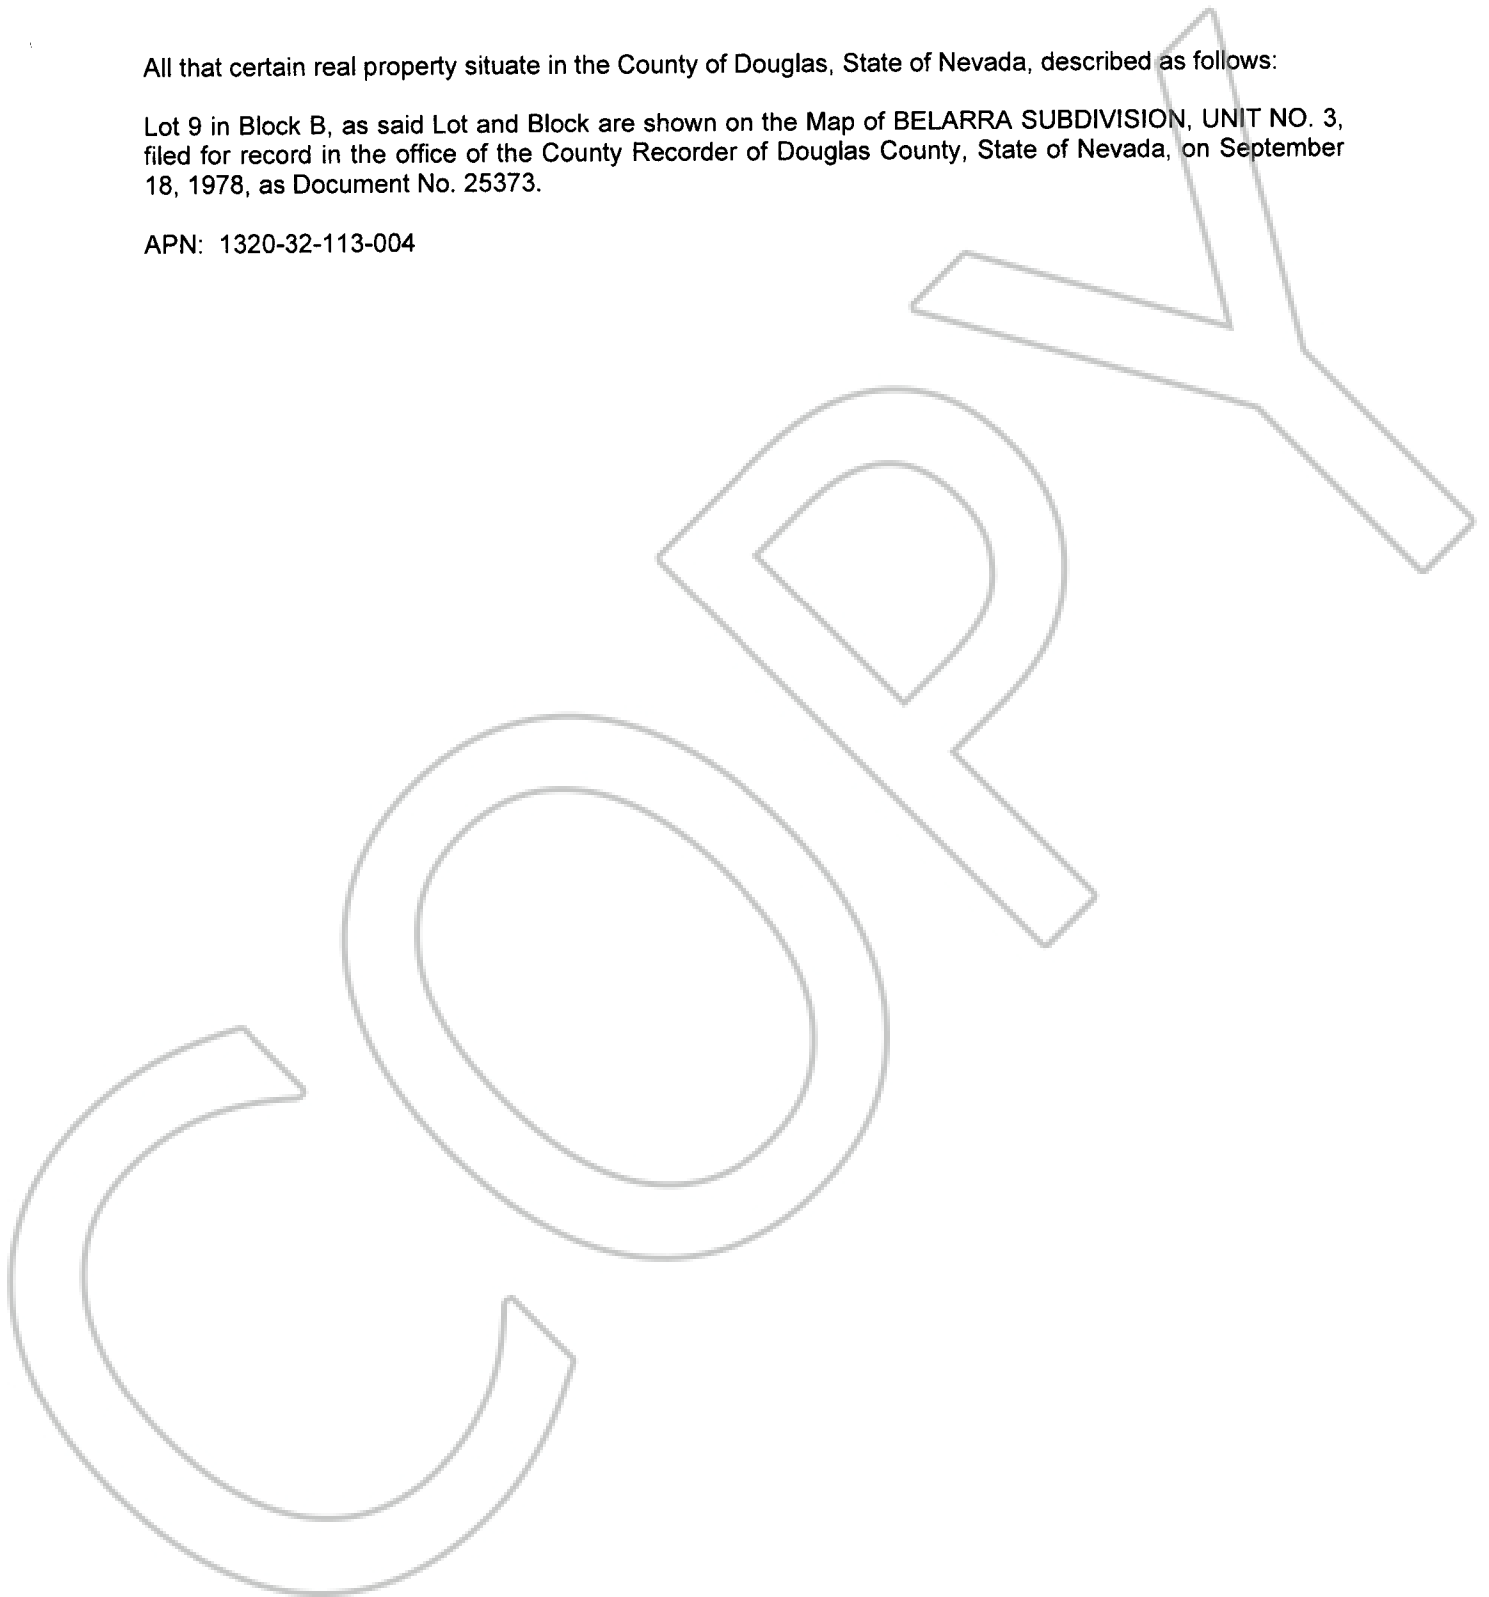 All that certain real property situate in the County of Douglas, State of Nevada, described as follows:
Lot 9 in Block B, as said Lot and Block are shown on the Map of BELARRA SUBDIVISION, UNIT NO. 3,
filed for record in the office of the County Recorder of Douglas County, State of Nevada, on September
18, 1978, as Document No. 25373.
APN: 1320-32-113-004
COPY